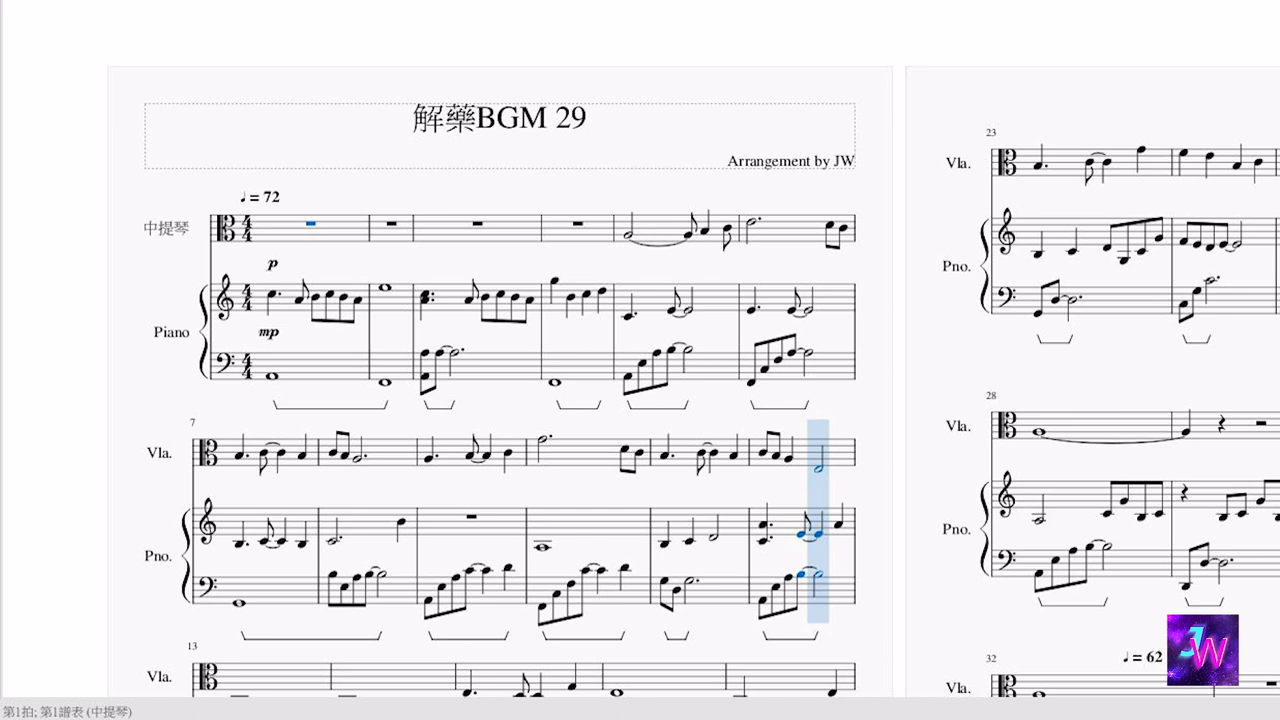 解藥BGM 29
Arrangement by JW
♩= 72
中提琴
p
Piano
mp
7
Vla.
Pno.
13
Vla.
23
Vla.
Pno.
28
Vla.
Pno.
32
♩= 62
Vla.
JW
第1拍; 第1譜表 (中提琴)